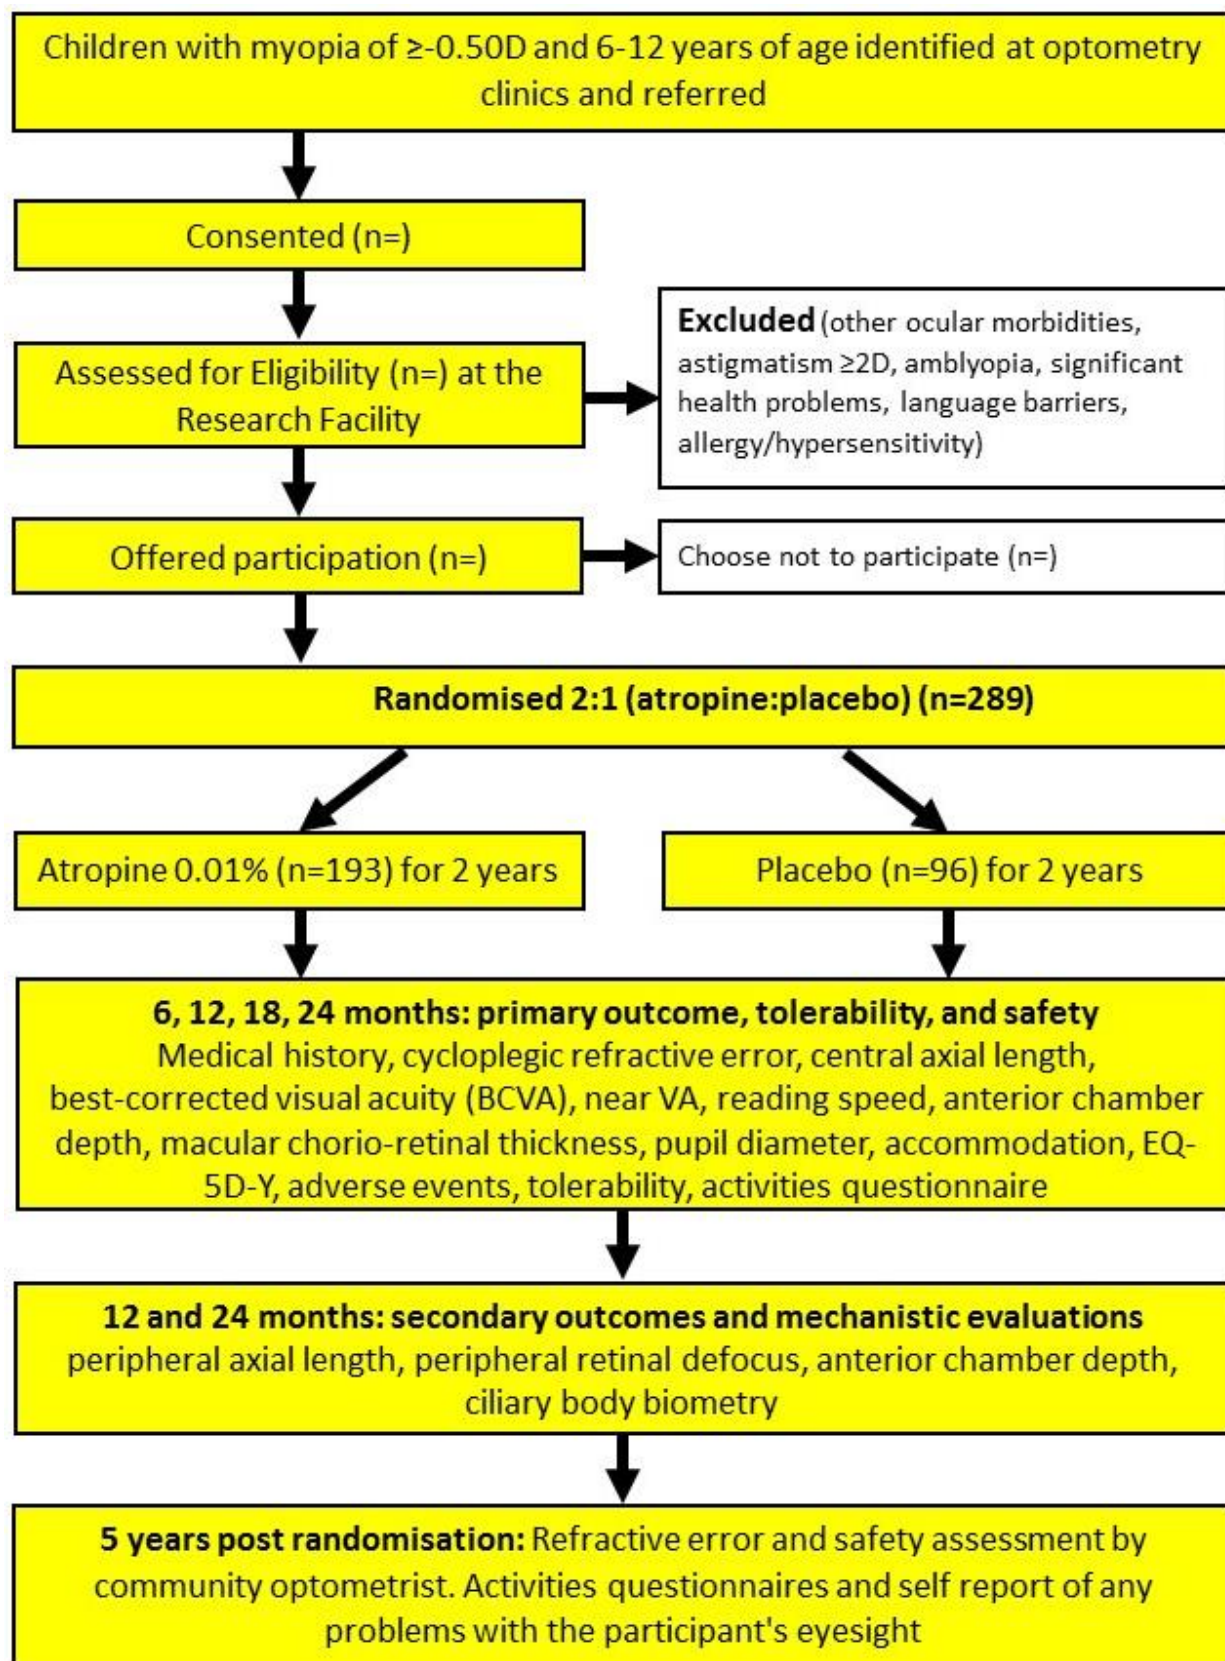 Children with myopia of ≥-0.50D and 6-12 years of age identified at optometry
clinics and referred
Consented (n=)
Assessed for Eligibility (n=) at the
Research Facility
Excluded (other ocular morbidities,
astigmatism ≥2D, amblyopia, significant
health problems, language barriers,
allergy/hypersensitivity)
Offered participation (n=)
Choose not to participate (n=)
Randomised 2:1 (atropine:placebo) (n=289)
Atropine 0.01% (n=193) for 2 years
Placebo (n=96) for 2 years
6, 12, 18, 24 months: primary outcome, tolerability, and safety
Medical history, cycloplegic refractive error, central axial length,
best-corrected visual acuity (BCVA), near VA, reading speed, anterior chamber
depth, macular chorio-retinal thickness, pupil diameter, accommodation, EQ-
5D-Y, adverse events, tolerability, activities questionnaire
12 and 24 months: secondary outcomes and mechanistic evaluations
peripheral axial length, peripheral retinal defocus, anterior chamber depth,
ciliary body biometry
5 years post randomisation: Refractive error and safety assessment by
community optometrist. Activities questionnaires and self report of any
problems with the participant's eyesight